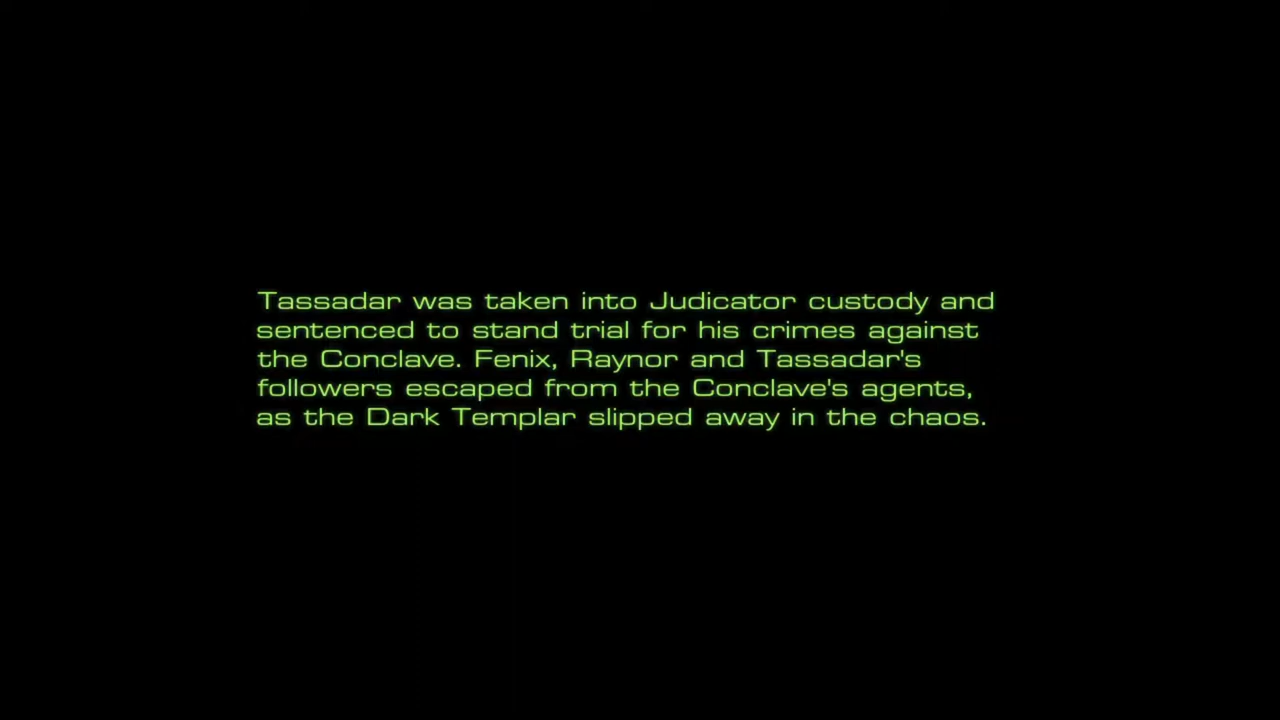 Tassadar was taken into Judicator custody and
sentenced to stand trial for his crimes against
the Conclave. Fenix, Raynor and Tassadar's
followers escaped from the Conclave's agents,
as the Dark Templar slipped away in the chaos.